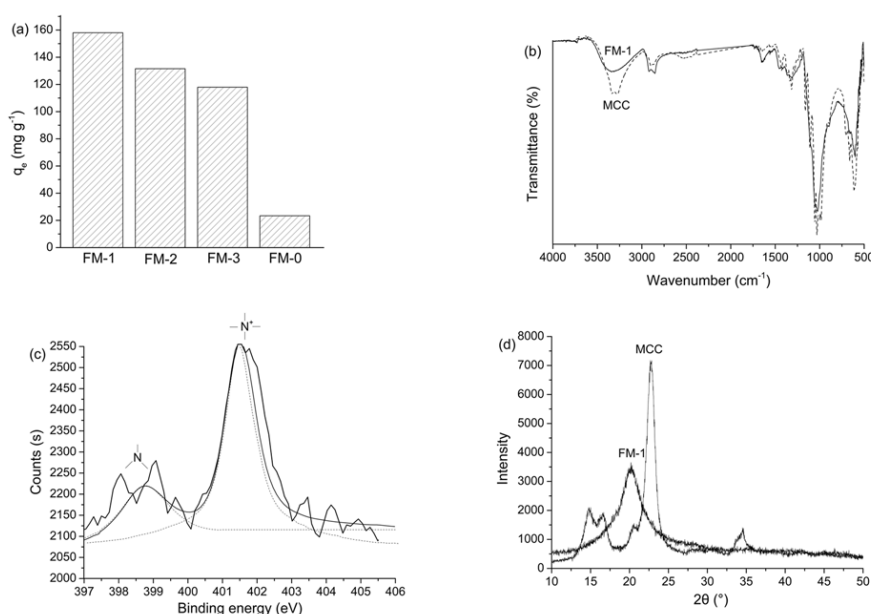 (a)
160
140
120
100
80
60
40
20
0
qe (mg g⁻¹)
FM-1 FM-2 FM-3 FM-0
(b)
FM-1
MCC
Transmittance (%)
4000 3500 3000 2500 2000 1500 1000 500
Wavenumber (cm⁻¹)
(c)
N⁺
N
2550
2500
2450
2400
2350
2300
2250
2200
2150
2100
2050
2000
Counts (s)
397 398 399 400 401 402 403 404 405 406
Binding energy (eV)
(d)
MCC
FM-1
8000
7000
6000
5000
4000
3000
2000
1000
0
Intensity
10 15 20 25 30 35 40 45 50
2θ (°)